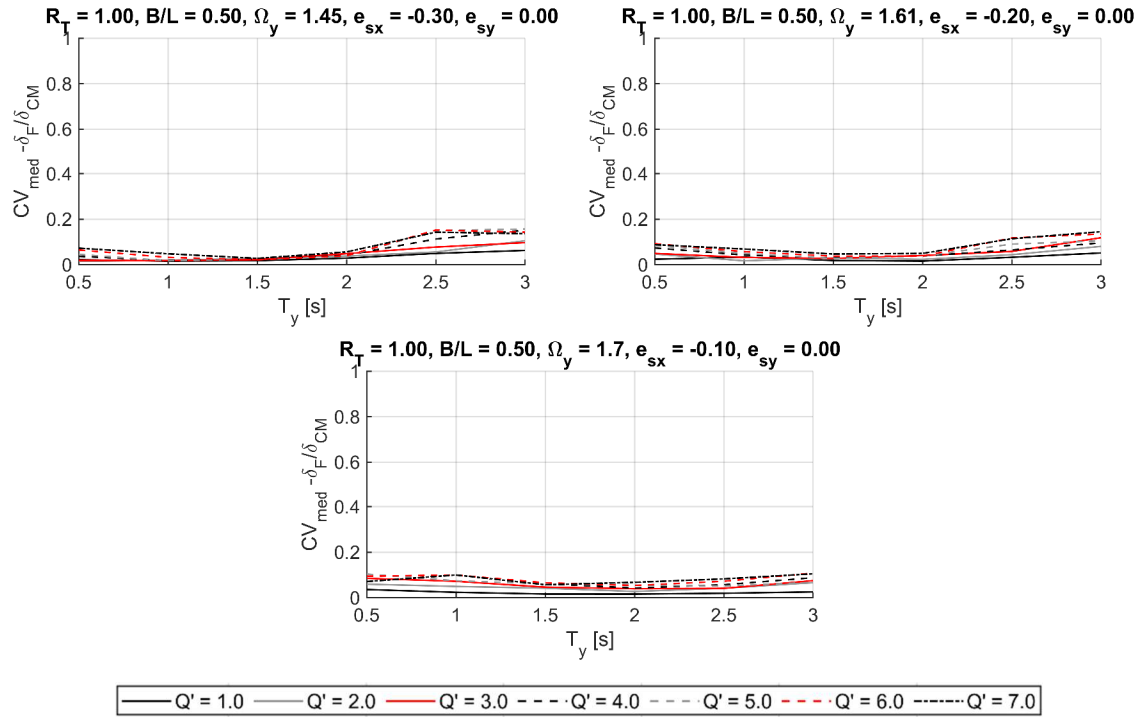 R_T = 1.00, B/L = 0.50, Ω_y = 1.45, e_sx = -0.30, e_sy = 0.00
1
0.8
0.6
0.4
0.2
0
CV_med -δ_F/δ_CM
0.5 1 1.5 2 2.5 3
T_y [s]
R_T = 1.00, B/L = 0.50, Ω_y = 1.61, e_sx = -0.20, e_sy = 0.00
1
0.8
0.6
0.4
0.2
0
CV_med -δ_F/δ_CM
0.5 1 1.5 2 2.5 3
T_y [s]
R_T = 1.00, B/L = 0.50, Ω_y = 1.7, e_sx = -0.10, e_sy = 0.00
1
0.8
0.6
0.4
0.2
0
CV_med -δ_F/δ_CM
0.5 1 1.5 2 2.5 3
T_y [s]
Q' = 1.0 Q' = 2.0 Q' = 3.0 Q' = 4.0 Q' = 5.0 Q' = 6.0 Q' = 7.0